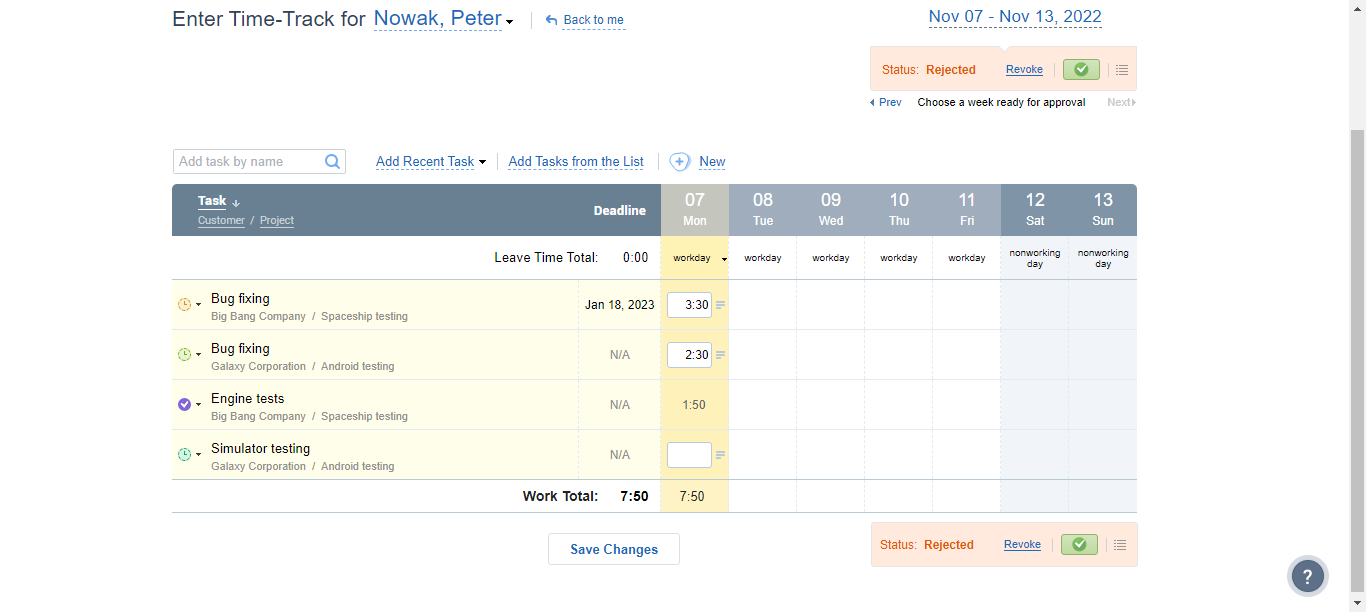 Enter Time-Track for Nowak, Peter
Back to me
Nov 07 - Nov 13, 2022
Status: Rejected Revoke
Prev Choose a week ready for approval Next
Add task by name
Add Recent Task
Add Tasks from the List
New
Task
Customer / Project
Deadline
07 Mon
08 Tue
09 Wed
10 Thu
11 Fri
12 Sat
13 Sun
Leave Time Total: 0:00 workday workday workday workday workday nonworking day nonworking day
Bug fixing
Big Bang Company / Spaceship testing
Jan 18, 2023 3:30
Bug fixing
Galaxy Corporation / Android testing
N/A 2:30
Engine tests
Big Bang Company / Spaceship testing
N/A 1:50
Simulator testing
Galaxy Corporation / Android testing
N/A
Work Total: 7:50 7:50
Save Changes
Status: Rejected Revoke
?